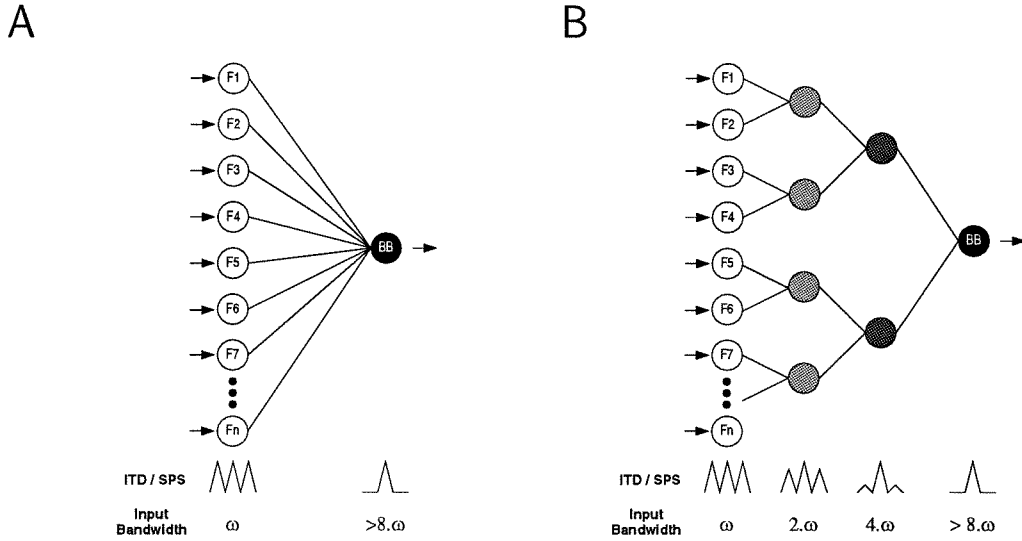 A
F1
F2
F3
F4
F5
F6
F7
Fn
BB
ITD / SPS
Input
Bandwidth
ω
>8.ω
B
F1
F2
F3
F4
F5
F6
F7
Fn
BB
ITD / SPS
Input
Bandwidth
ω
2.ω
4.ω
> 8.ω